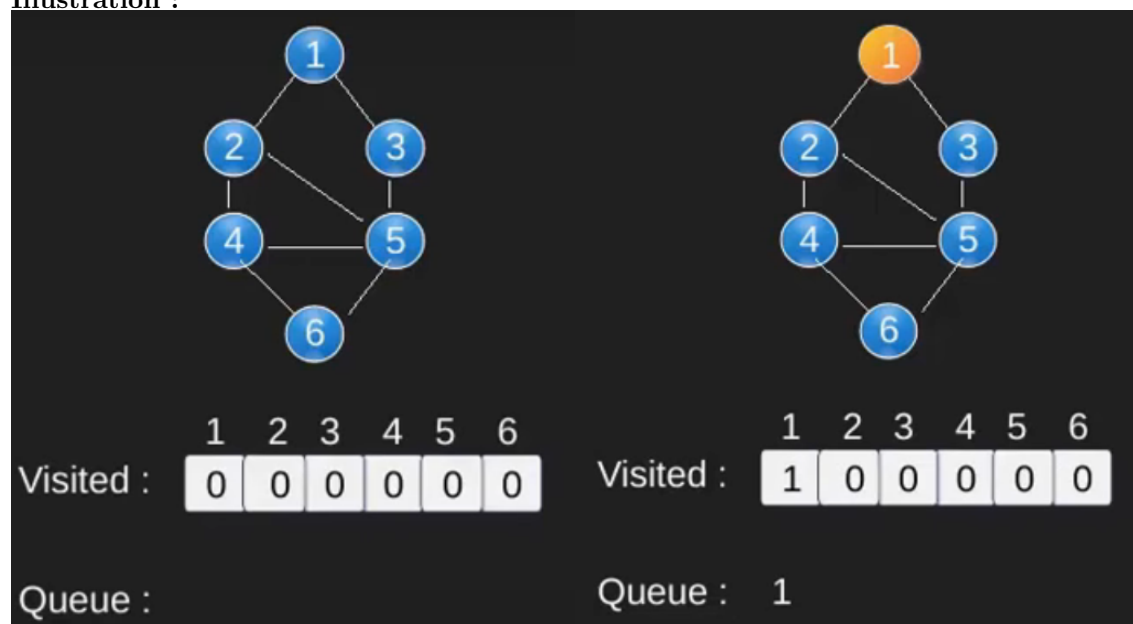 Illustration :
1
2 3
4 5
6
1 2 3 4 5 6
Visited : 0 0 0 0 0 0
Queue :
1
2 3
4 5
6
1 2 3 4 5 6
Visited : 1 0 0 0 0 0
Queue : 1